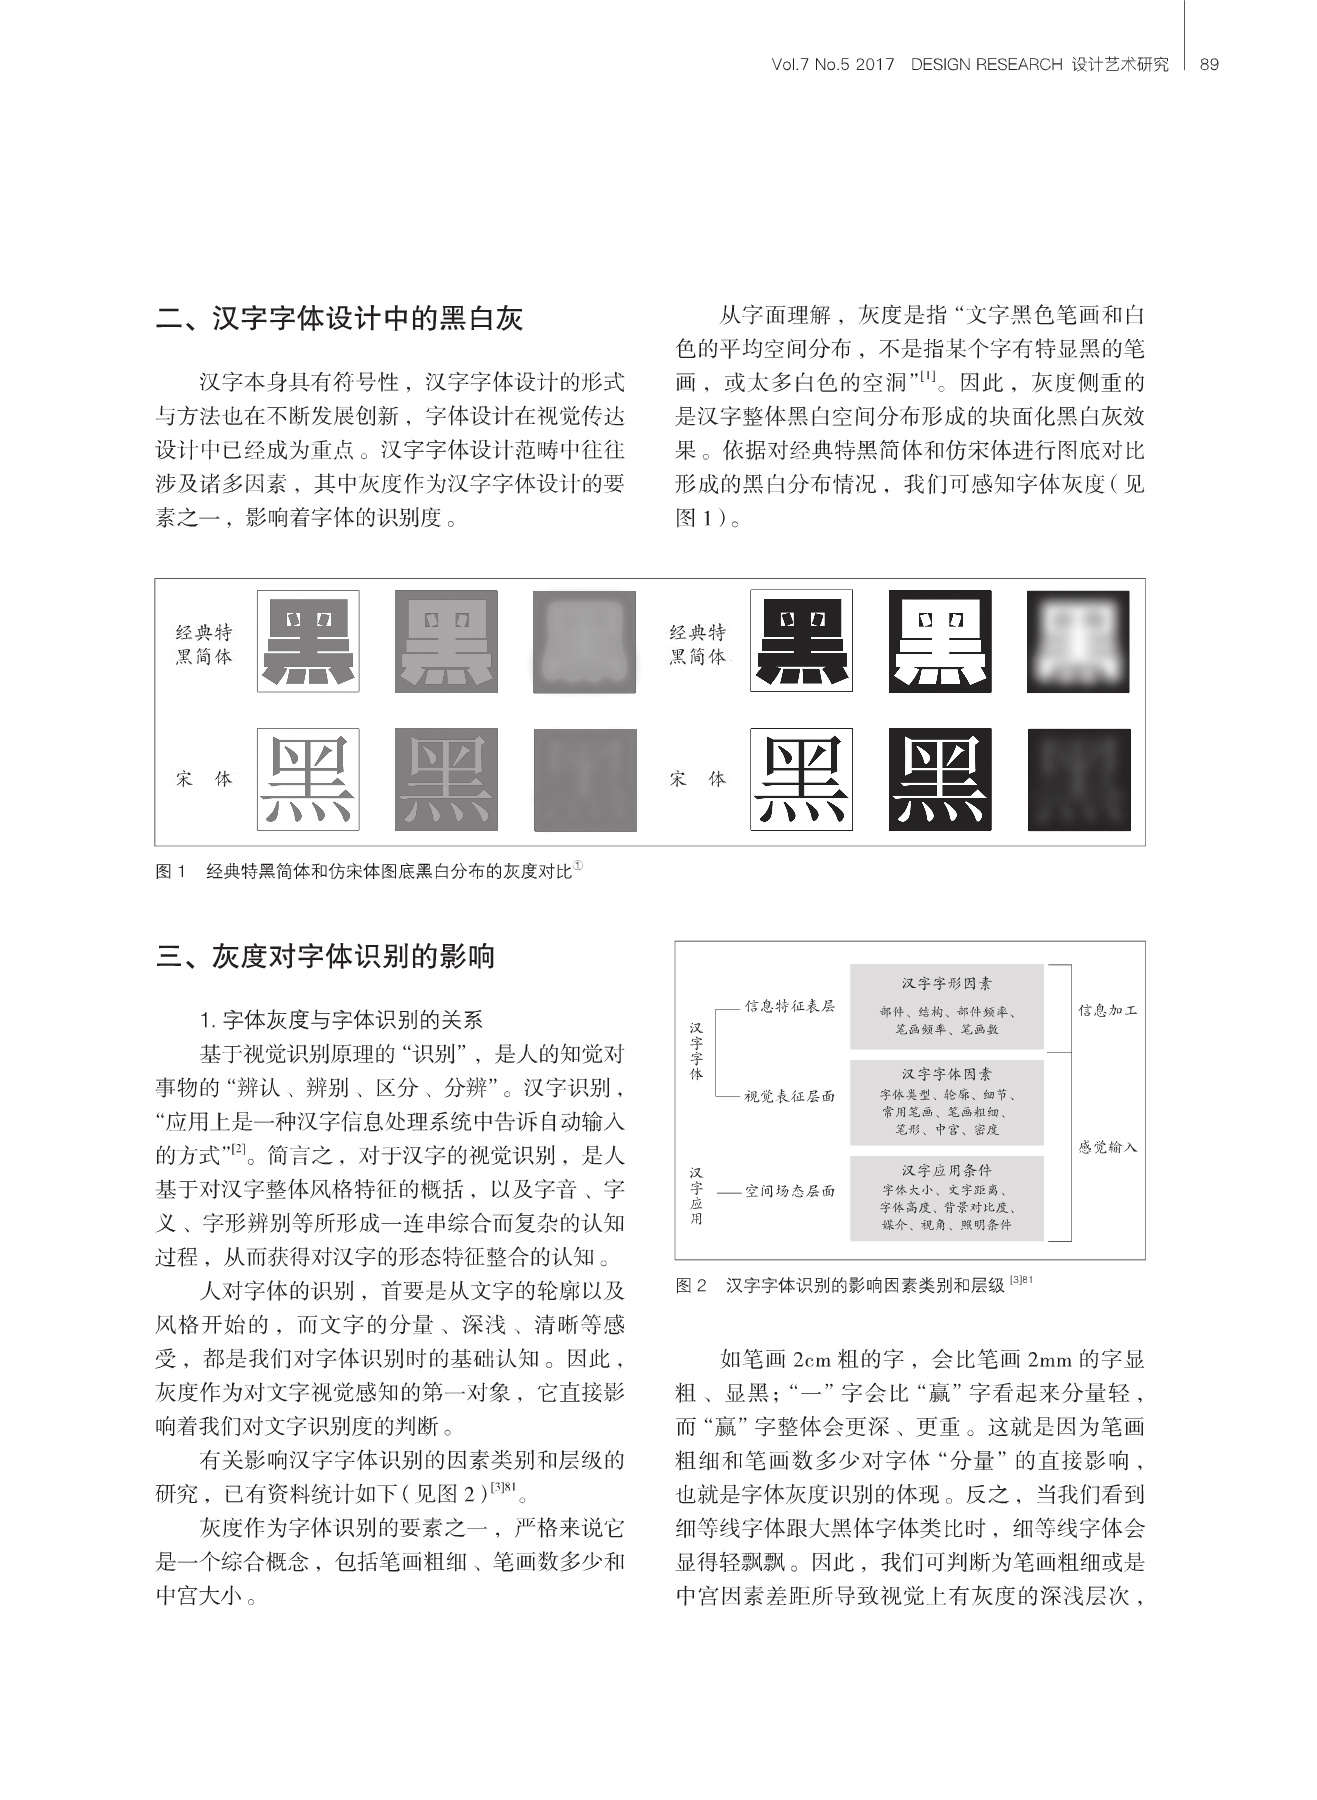 Vol.7 No.5 2017 DESIGN RESEARCH 设计艺术研究 89
二、汉字字体设计中的黑白灰
汉字本身具有符号性，汉字字体设计的形式
与方法也在不断发展创新，字体设计在视觉传达
设计中已经成为重点。汉字字体设计范畴中往往
涉及诸多因素，其中灰度作为汉字字体设计的要
素之一，影响着字体的识别度。
从字面理解，灰度是指“文字黑色笔画和白
色的平均空间分布，不是指某个字有特显黑的笔
画，或太多白色的空洞”[1]。因此，灰度侧重的
是汉字整体黑白空间分布形成的块面化黑白灰效
果。依据对经典特黑简体和仿宋体进行图底对比
形成的黑白分布情况，我们可感知字体灰度（见
图1）。
经典特
黑简体
黑 黑
经典特
黑简体
黑 黑
宋 体
黑 黑
宋 体
黑 黑
图1 经典特黑简体和仿宋体图底黑白分布的灰度对比①
三、灰度对字体识别的影响
1. 字体灰度与字体识别的关系
基于视觉识别原理的“识别”，是人的知觉对
事物的“辨认、辨别、区分、分辨”。汉字识别，
“应用上是一种汉字信息处理系统中告诉自动输入
的方式”[2]。简言之，对于汉字的视觉识别，是人
基于对汉字整体风格特征的概括，以及字音、字
义、字形辨别等所形成一连串综合而复杂的认知
过程，从而获得对汉字的形态特征整合的认知。
人对字体的识别，首要是从文字的轮廓以及
风格开始的，而文字的分量、深浅、清晰等感
受，都是我们对字体识别时的基础认知。因此，
灰度作为对文字视觉感知的第一对象，它直接影
响着我们对文字识别度的判断。
有关影响汉字字体识别的因素类别和层级的
研究，已有资料统计如下（见图2）[3]81。
灰度作为字体识别的要素之一，严格来说它
是一个综合概念，包括笔画粗细、笔画数多少和
中宫大小。
汉字字体
信息特征表层
汉字字形因素
部件、结构、部件频率、
笔画频率、笔画数
信息加工
视觉表征层面
汉字字体因素
字体类型、轮廓、细节、
常用笔画、笔画粗细、
笔形、中宫、密度
感觉输入
汉字应用
空间场态层面
汉字应用条件
字体大小、文字距离、
字体高度、背景对比度、
媒介、视角、照明条件
图2 汉字字体识别的影响因素类别和层级 [3]81
如笔画2cm粗的字，会比笔画2mm的字显
粗、显黑；“一”字会比“赢”字看起来分量轻，
而“赢”字整体会更深、更重。这就是因为笔画
粗细和笔画数多少对字体“分量”的直接影响，
也就是字体灰度识别的体现。反之，当我们看到
细等线字体跟大黑体字体类比时，细等线字体会
显得轻飘飘。因此，我们可判断为笔画粗细或是
中宫因素差距所导致视觉上有灰度的深浅层次，